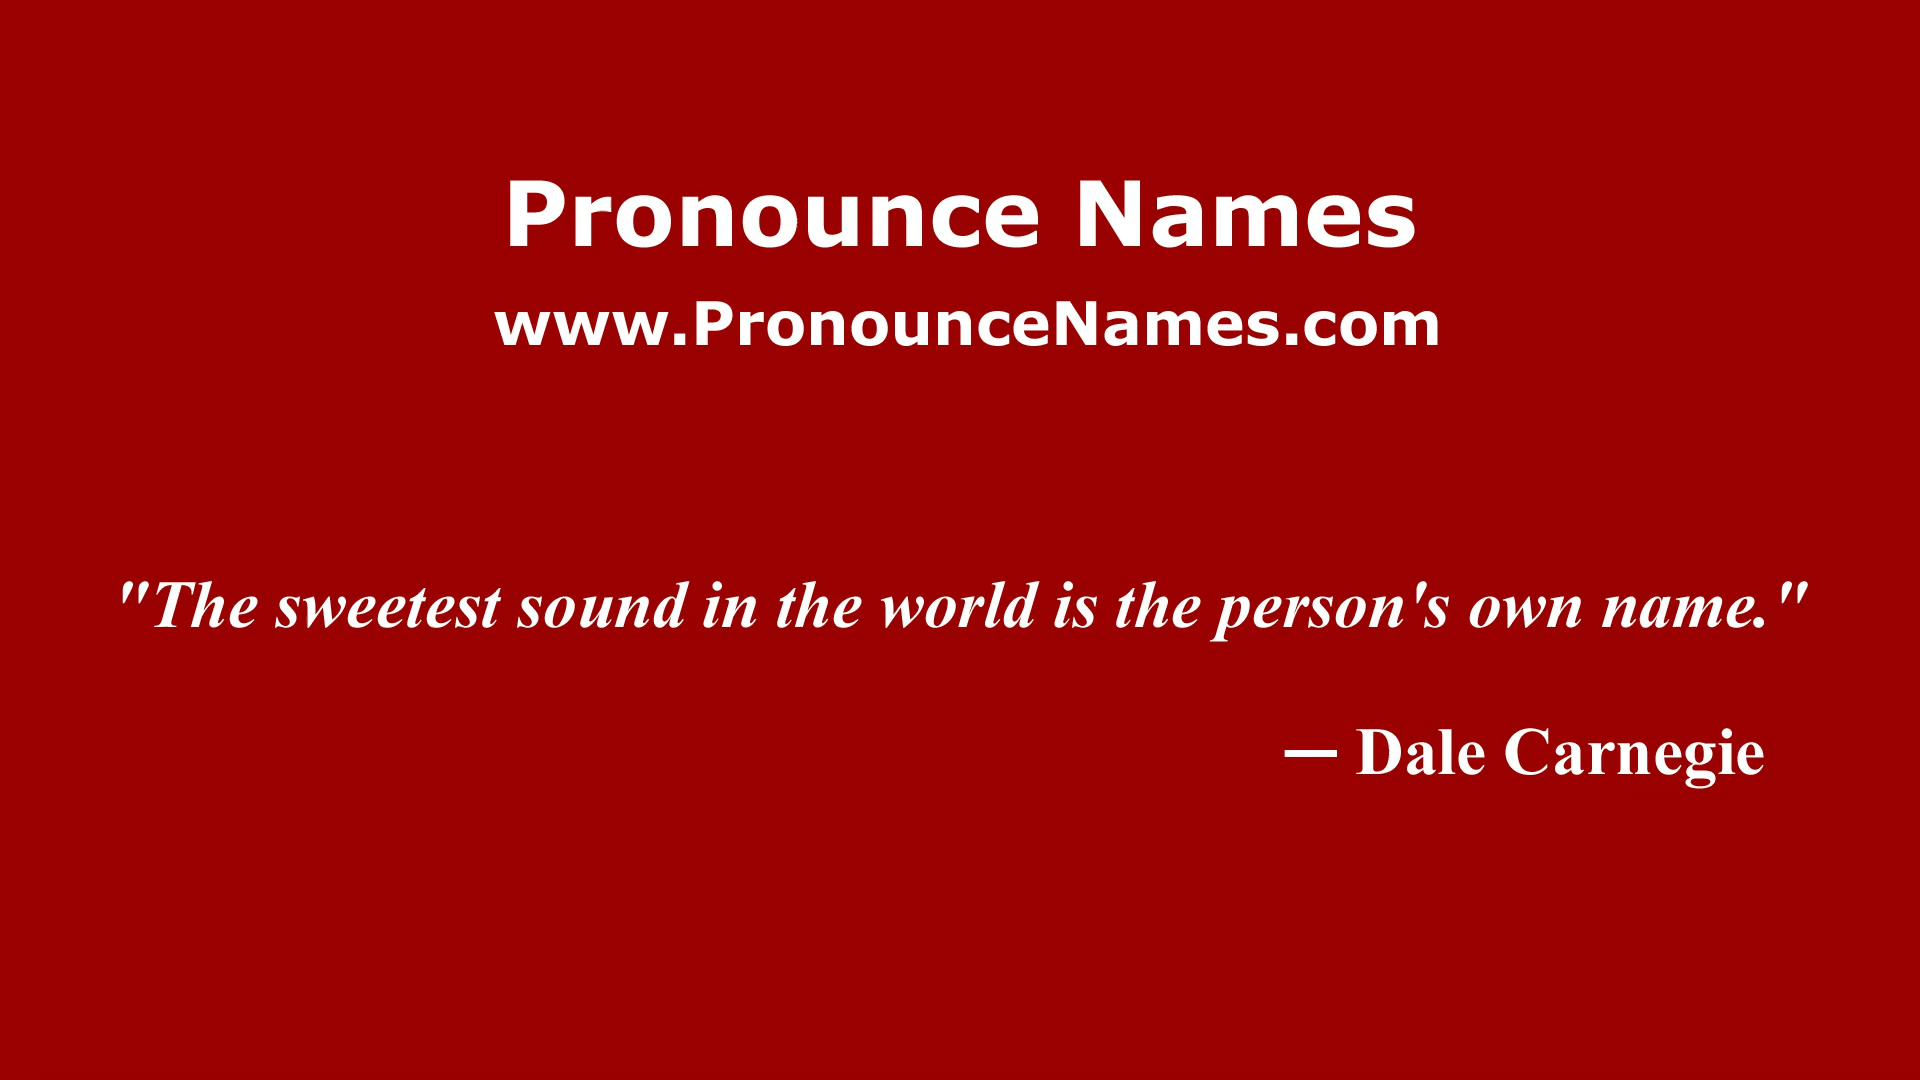 Pronounce Names
www.PronounceNames.com
"The sweetest sound in the world is the person's own name."
— Dale Carnegie